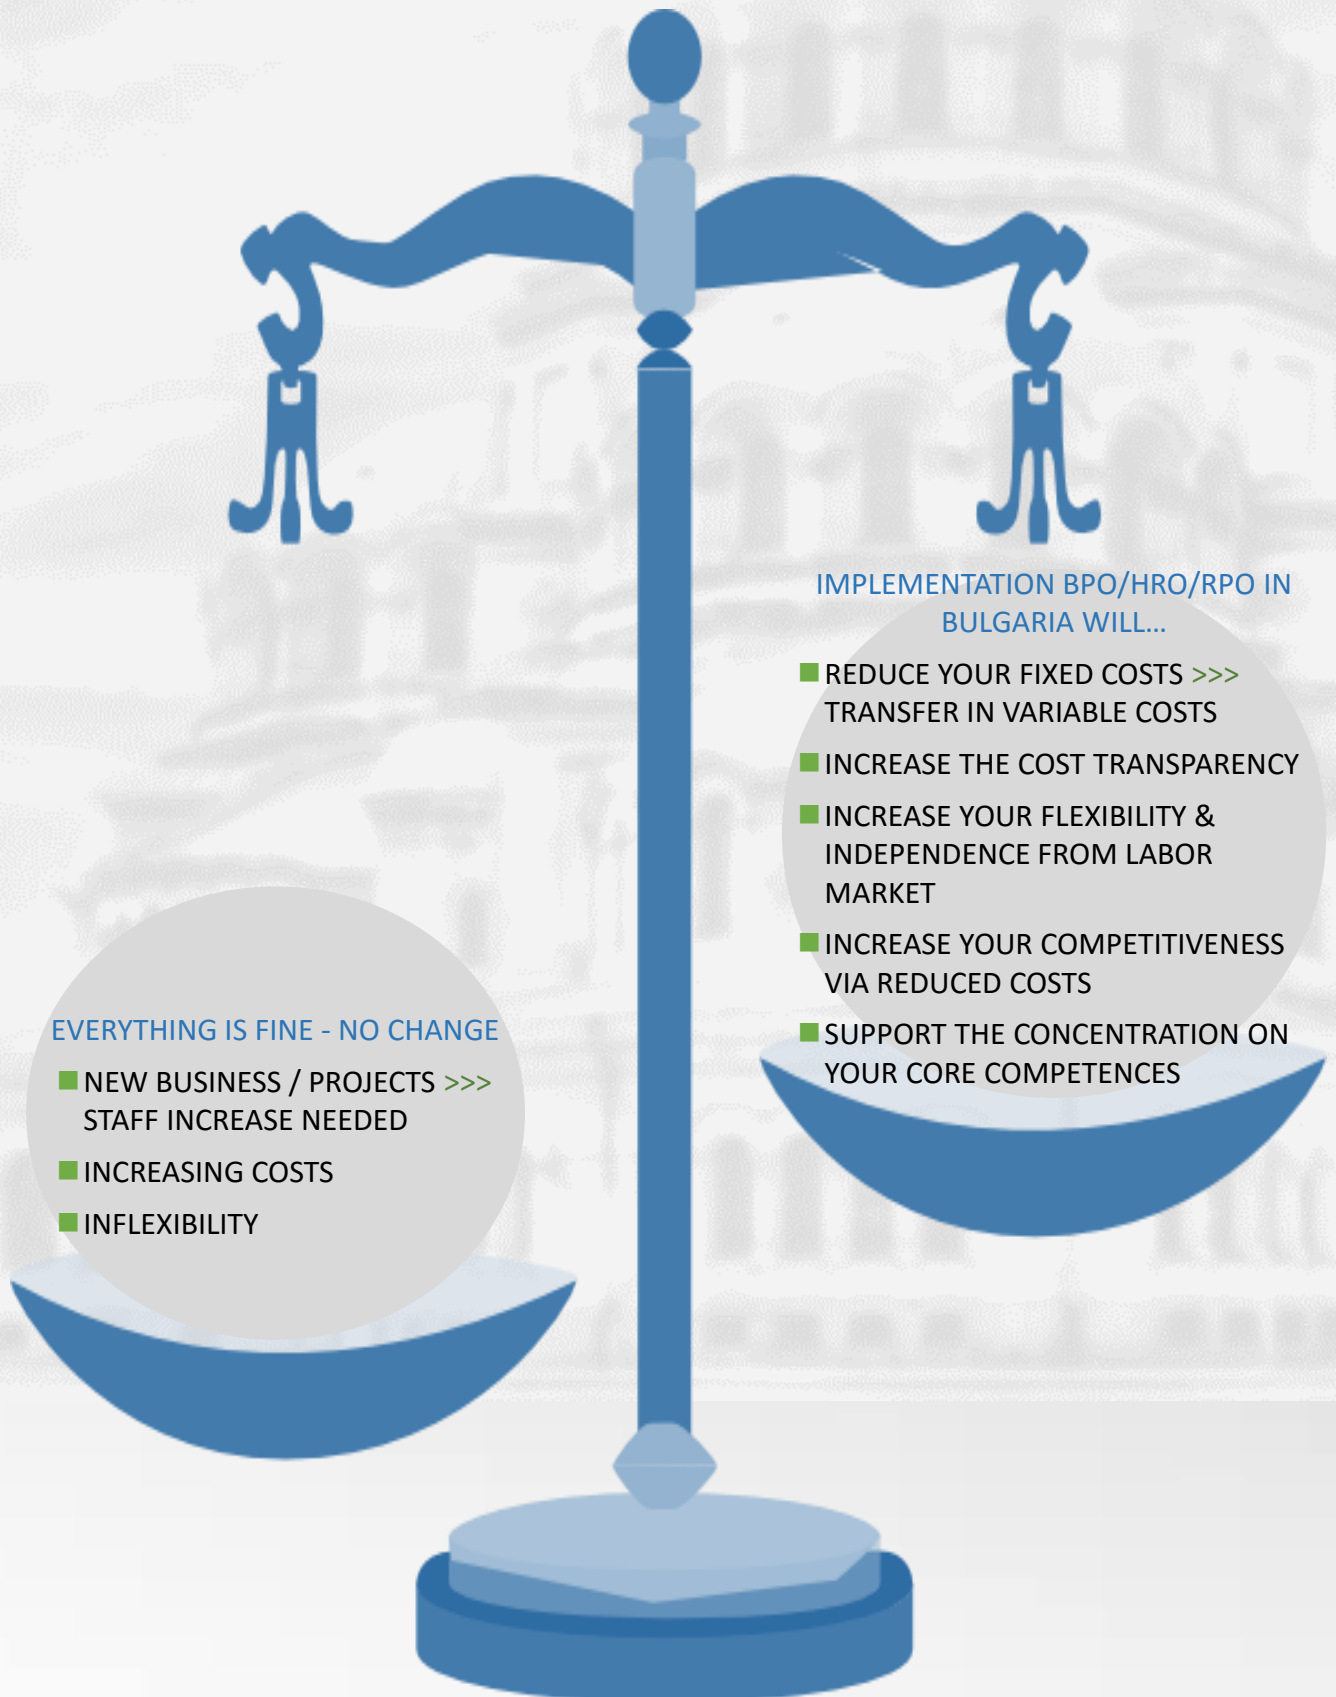 EVERYTHING IS FINE - NO CHANGE
NEW BUSINESS / PROJECTS >>>
STAFF INCREASE NEEDED
INCREASING COSTS
INFLEXIBILITY
IMPLEMENTATION BPO/HRO/RPO IN
BULGARIA WILL...
REDUCE YOUR FIXED COSTS >>>
TRANSFER IN VARIABLE COSTS
INCREASE THE COST TRANSPARENCY
INCREASE YOUR FLEXIBILITY &
INDEPENDENCE FROM LABOR
MARKET
INCREASE YOUR COMPETITIVENESS
VIA REDUCED COSTS
SUPPORT THE CONCENTRATION ON
YOUR CORE COMPETENCES